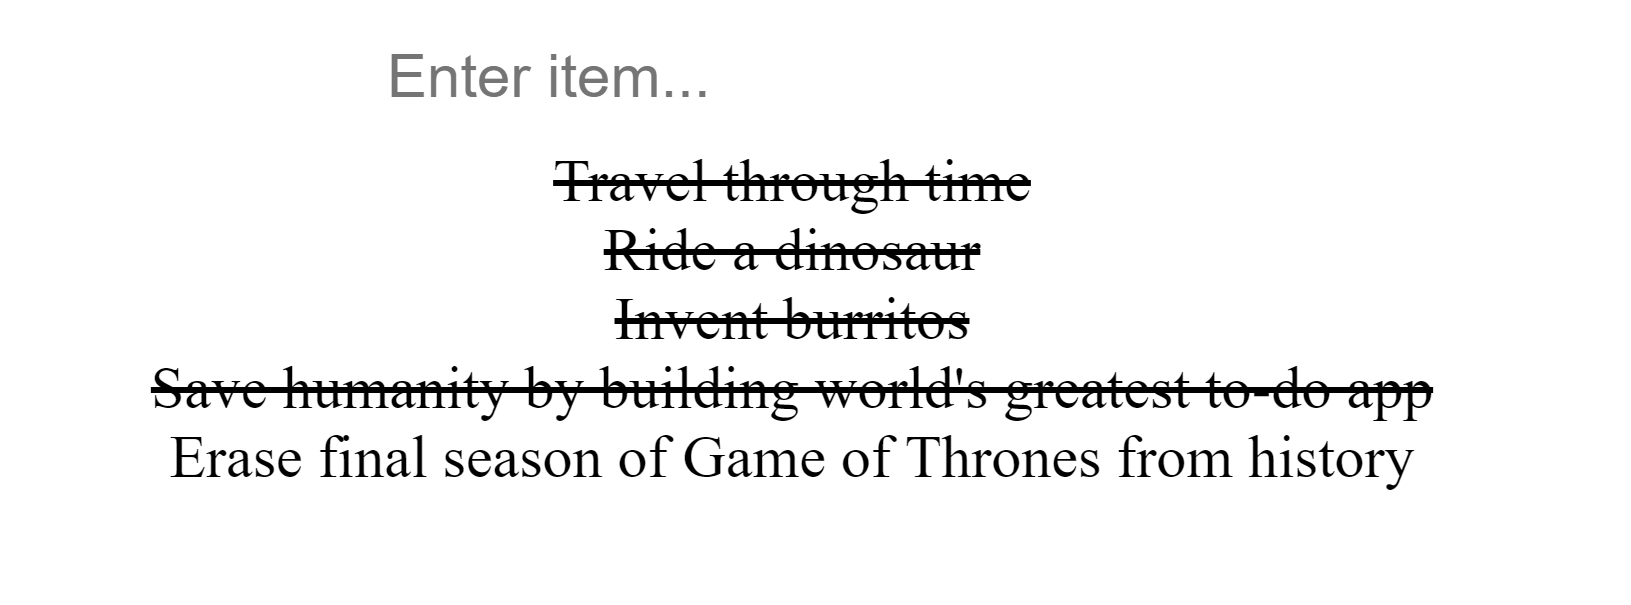 Enter item...
Travel through time
Ride a dinosaur
Invent burritos
Save humanity by building world's greatest to-do app
Erase final season of Game of Thrones from history